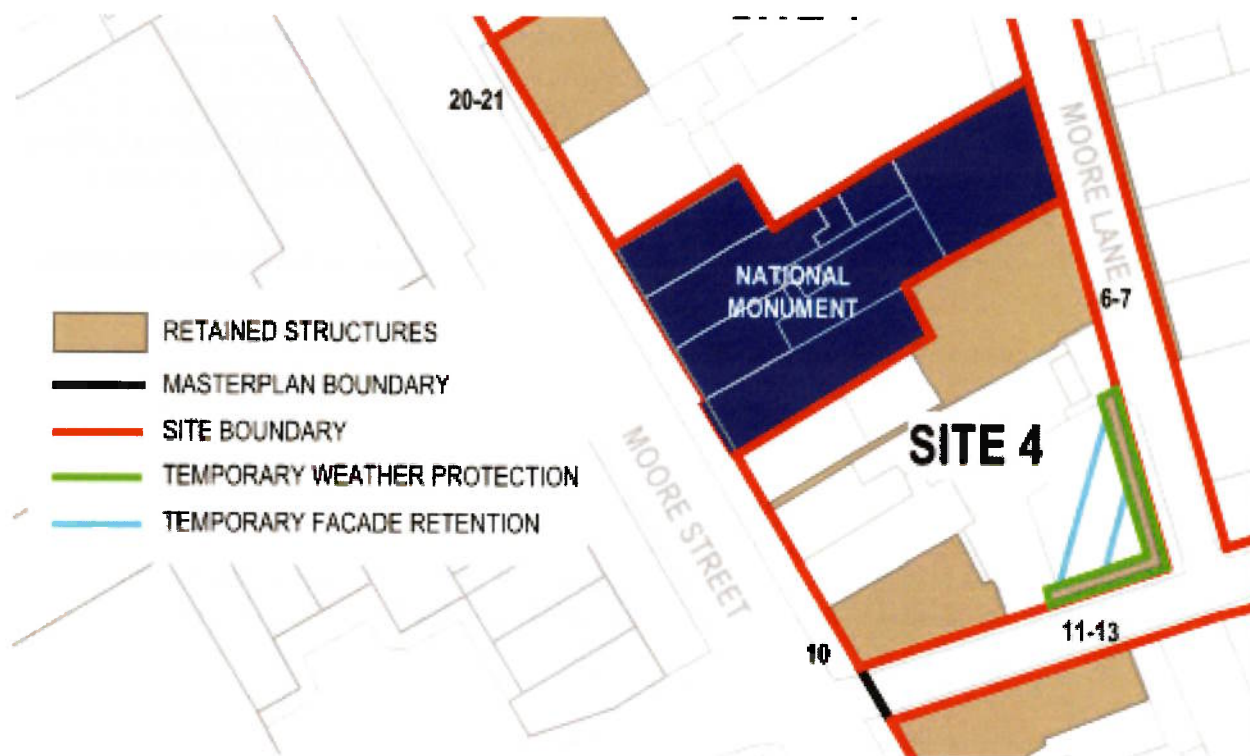 20-21
MOORE LANE
NATIONAL
MONUMENT
6-7
RETAINED STRUCTURES
MASTERPLAN BOUNDARY
SITE BOUNDARY
TEMPORARY WEATHER PROTECTION
TEMPORARY FACADE RETENTION
SITE 4
MOORE STREET
11-13
10